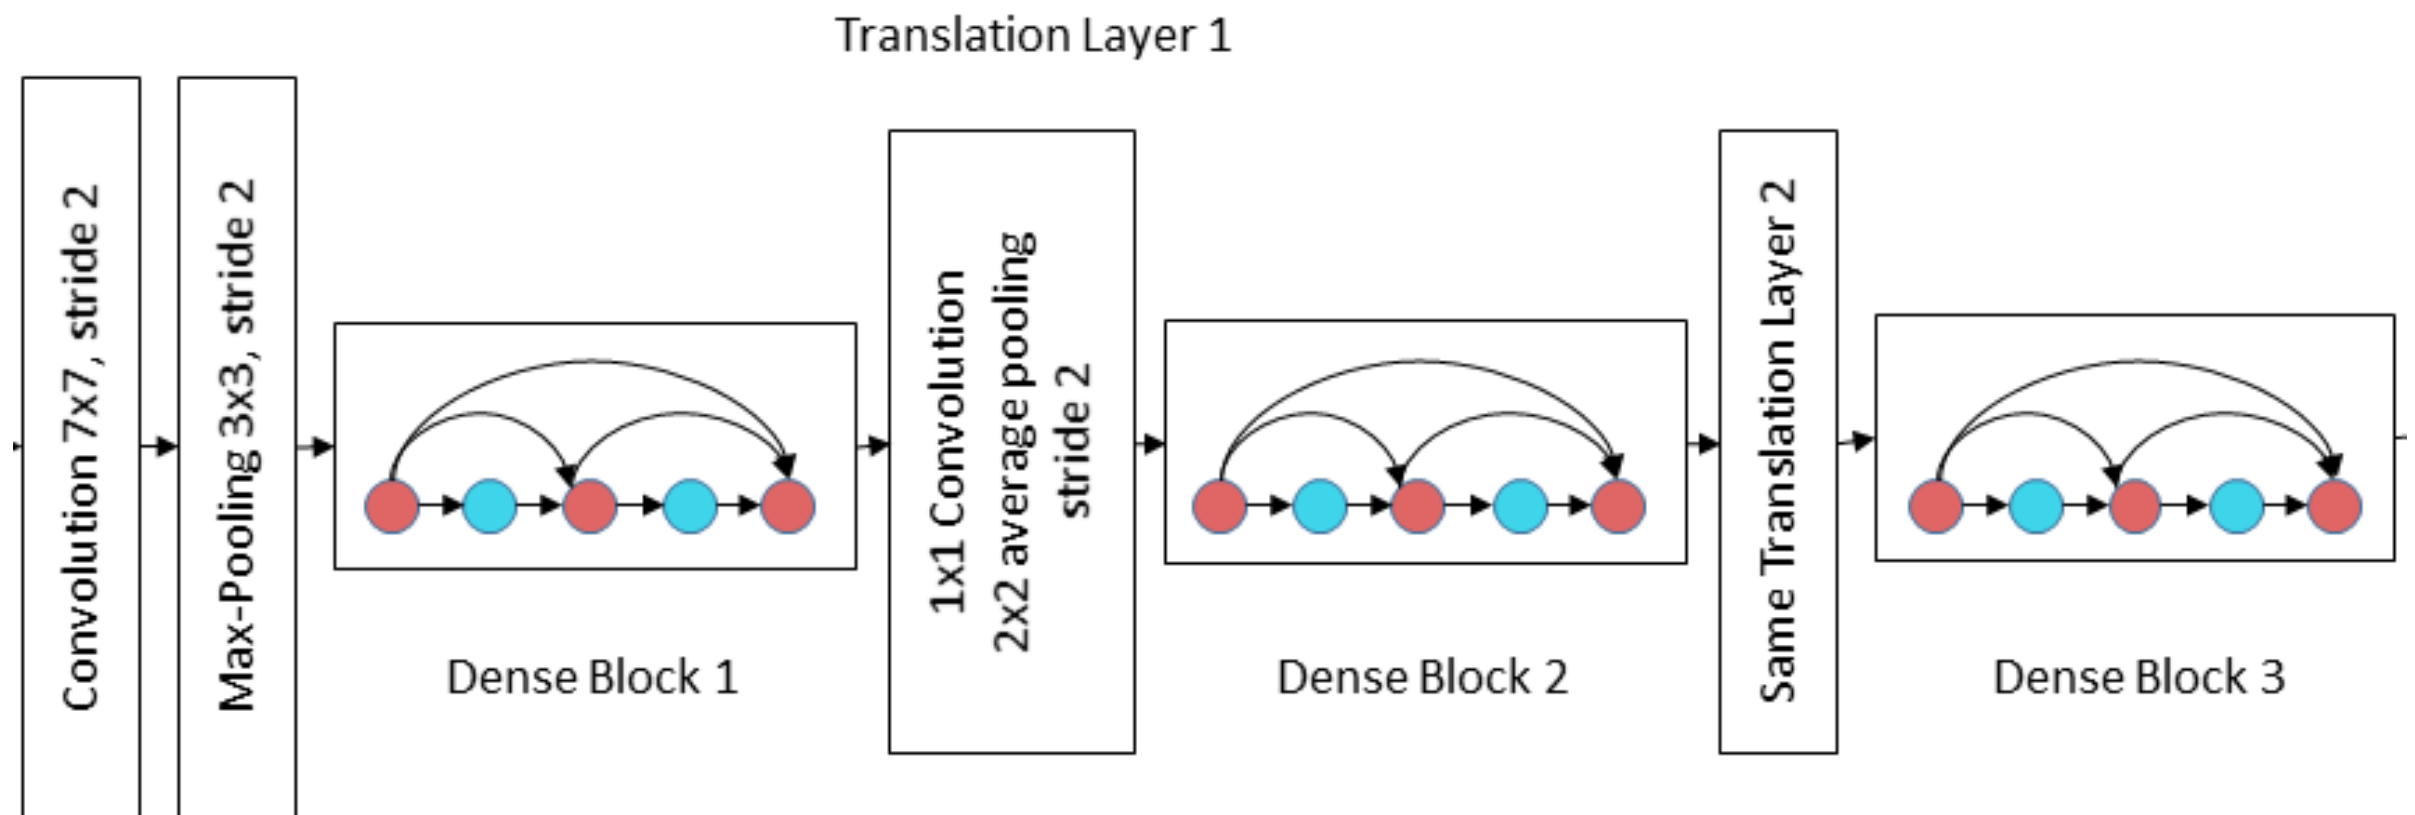 Translation Layer 1
Convolution 7x7, stride 2
Max-Pooling 3x3, stride 2
Dense Block 1
1x1 Convolution
2x2 average pooling
stride 2
Dense Block 2
Same Translation Layer 2
Dense Block 3